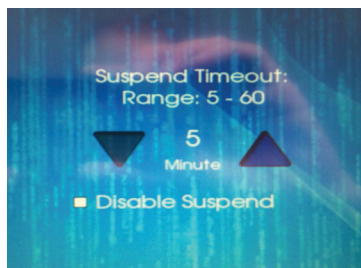 Suspend Timeout:
Range: 5 - 60
5
Minute
Disable Suspend